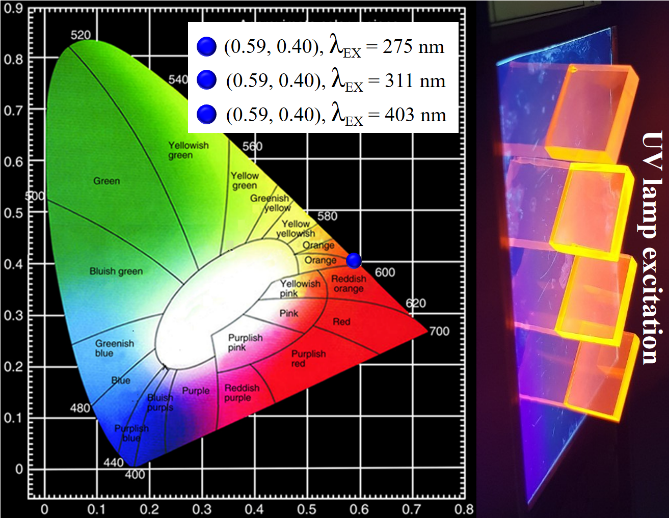 0.9
0.8
0.7
0.6
0.5
0.4
0.3
0.2
0.1
0
0
0.1
0.2
0.3
0.4
0.5
0.6
0.7
0.8
(0.59, 0.40), λEX = 275 nm
(0.59, 0.40), λEX = 311 nm
(0.59, 0.40), λEX = 403 nm
520
540
560
580
600
620
700
500
480
440
400
Green
Yellowish
green
Yellow
green
Greenish
yellow
Yellow
yellowish
Orange
Orange
Reddish
orange
Yellowish
pink
Pink
Red
Purplish
pink
Purplish
red
Bluish green
Greenish
blue
Blue
Bluish
purpls
Purple
Reddish
purple
Purplish
blue
UV lamp excitation